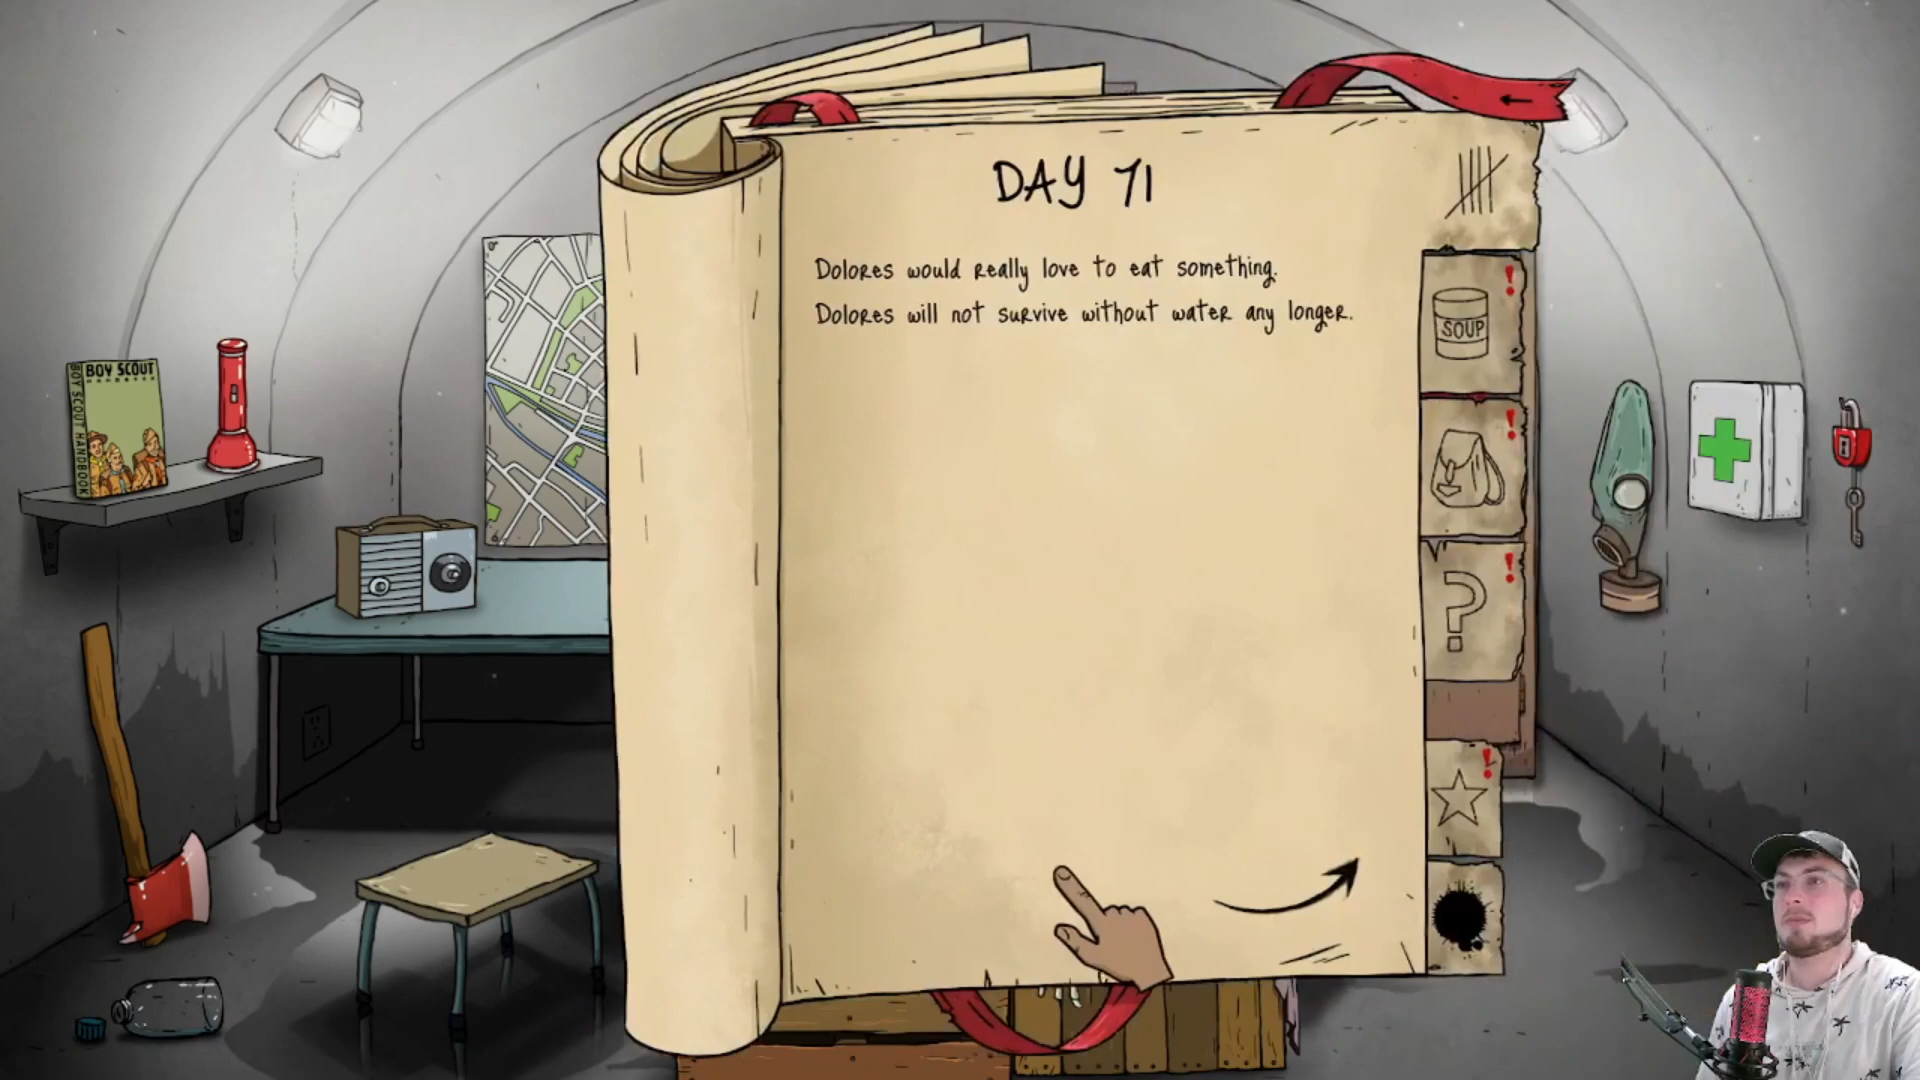 DAY 71
Dolores would really love to eat something.
Dolores will not survive without water any longer.
BOY SCOUT
BOY SCOUT HANDBOOK
SOUP
?